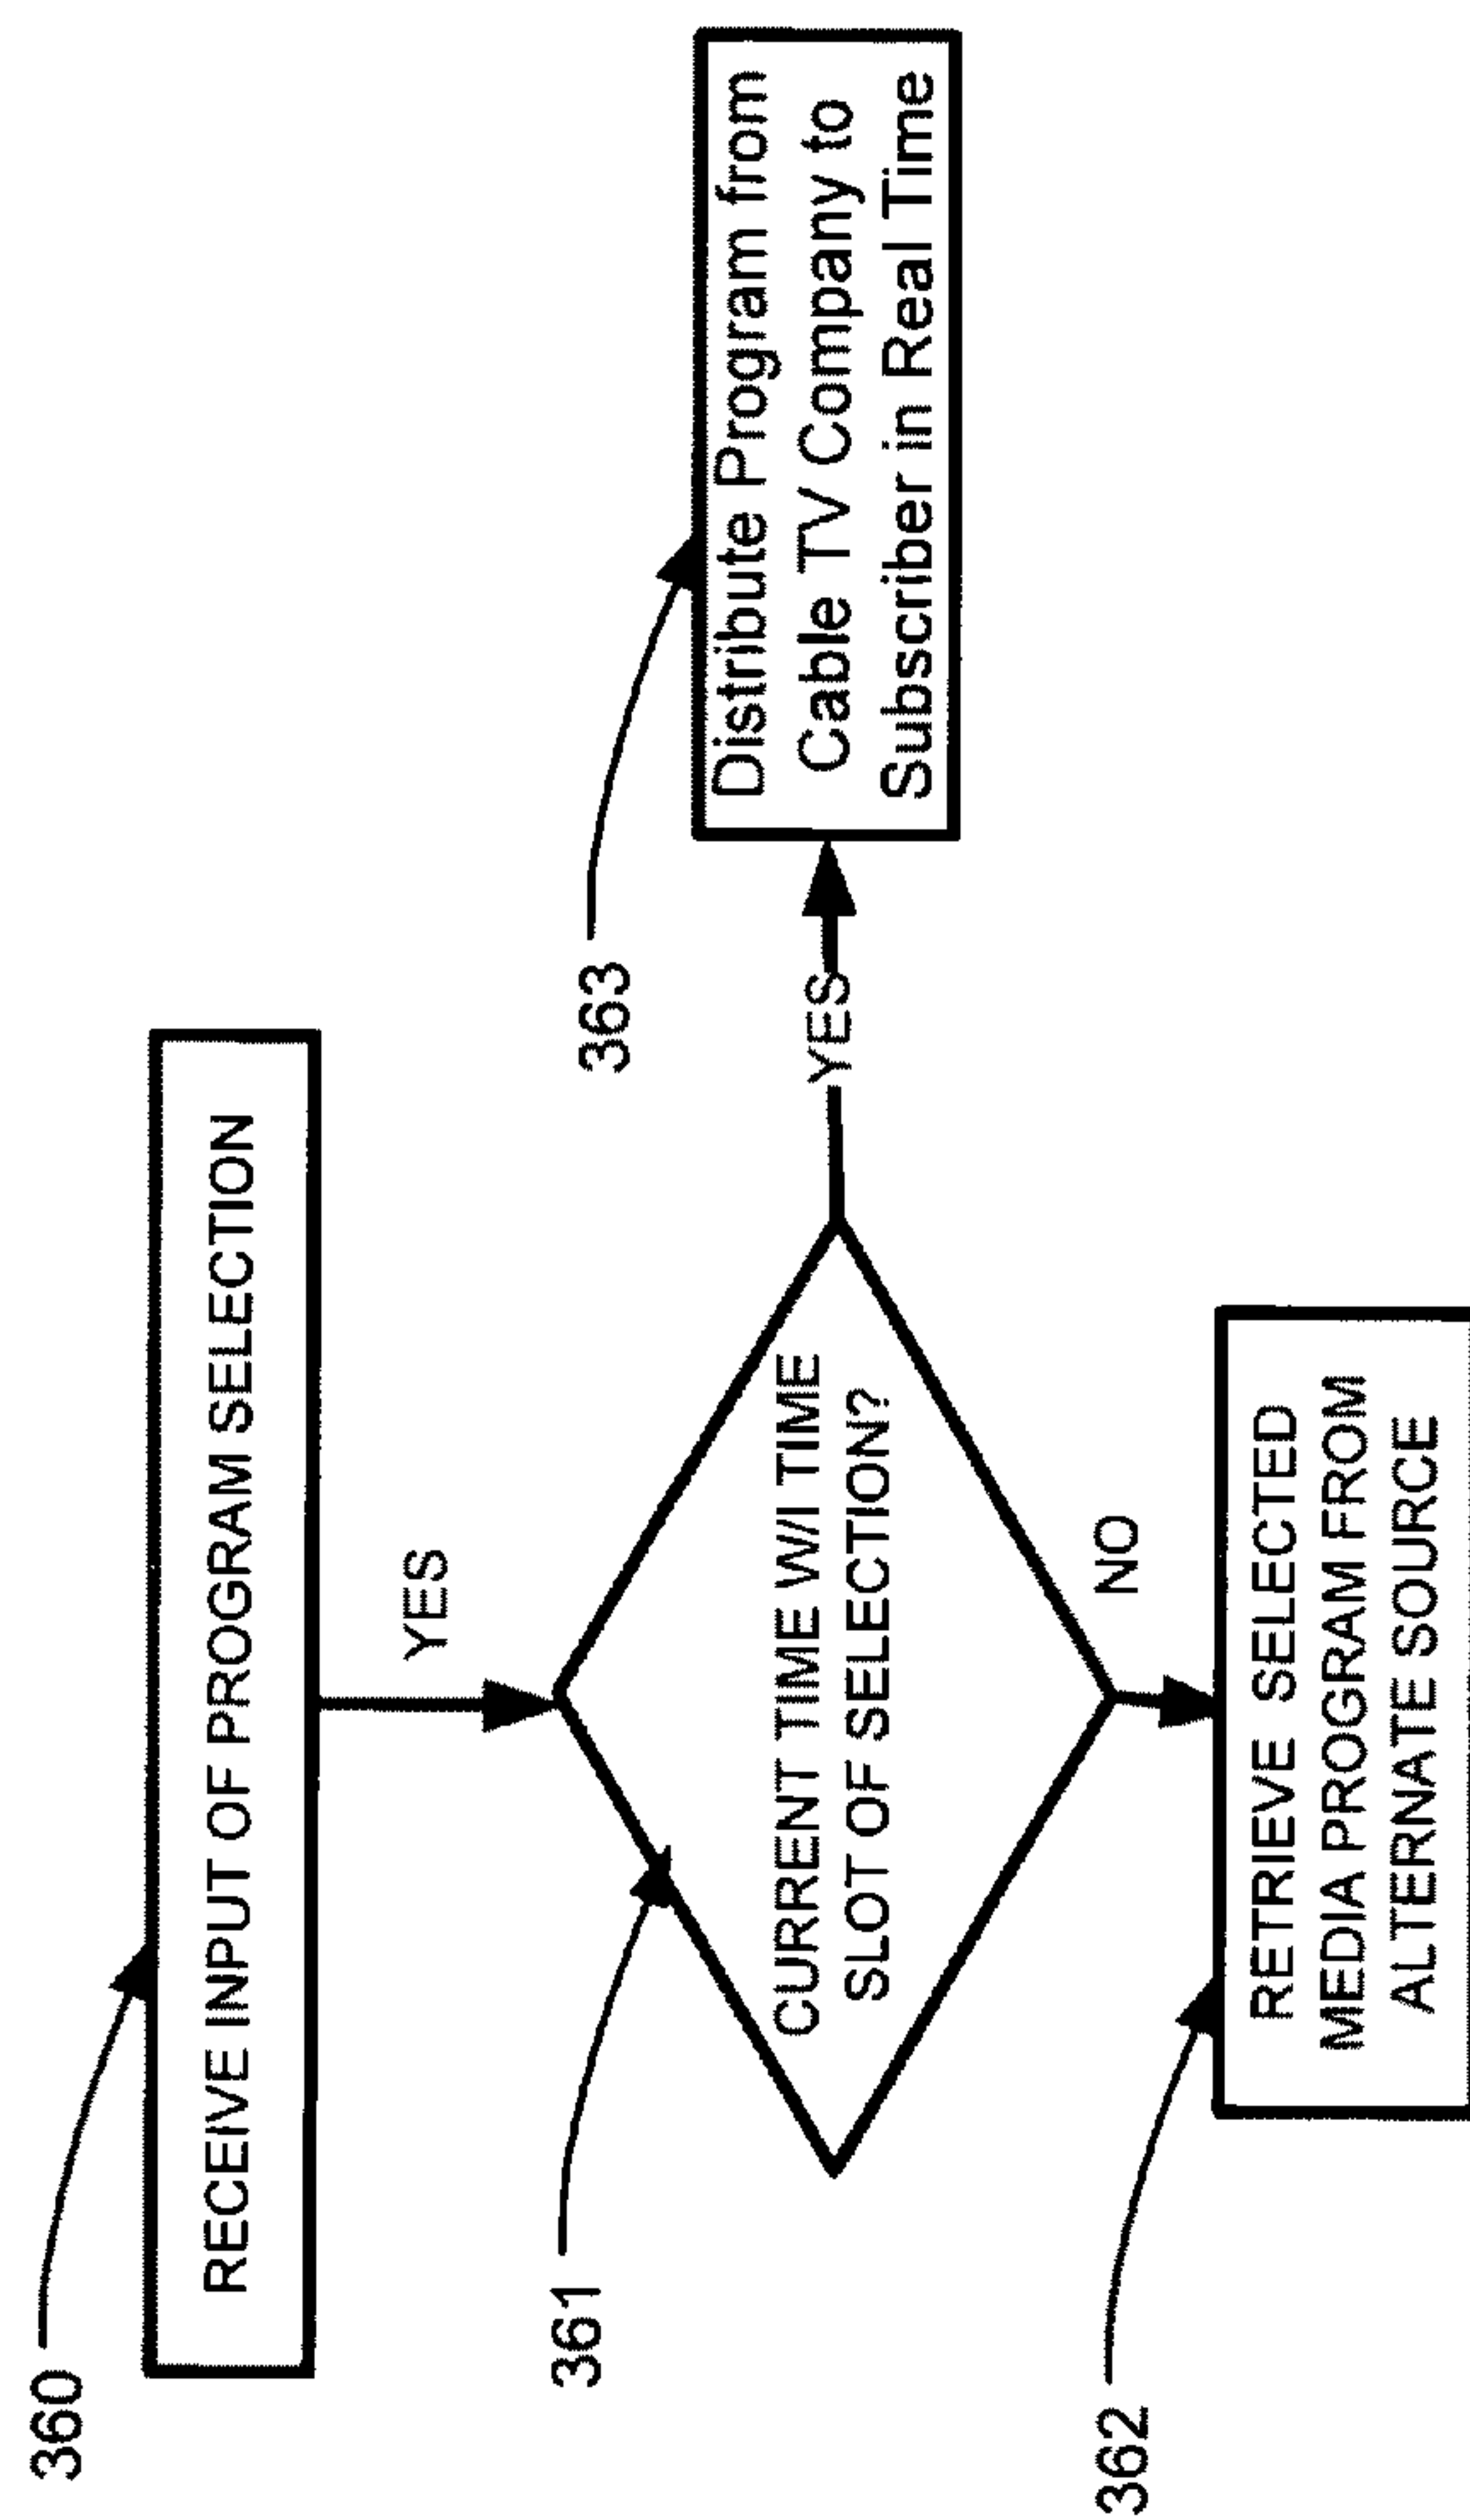 360
RECEIVE INPUT OF PROGRAM SELECTION
YES
361
CURRENT TIME W/I TIME
SLOT OF SELECTION?
YES
363
Distribute Program from
Cable TV Company to
Subscriber in Real Time
NO
362
RETRIEVE SELECTED
MEDIA PROGRAM FROM
ALTERNATE SOURCE